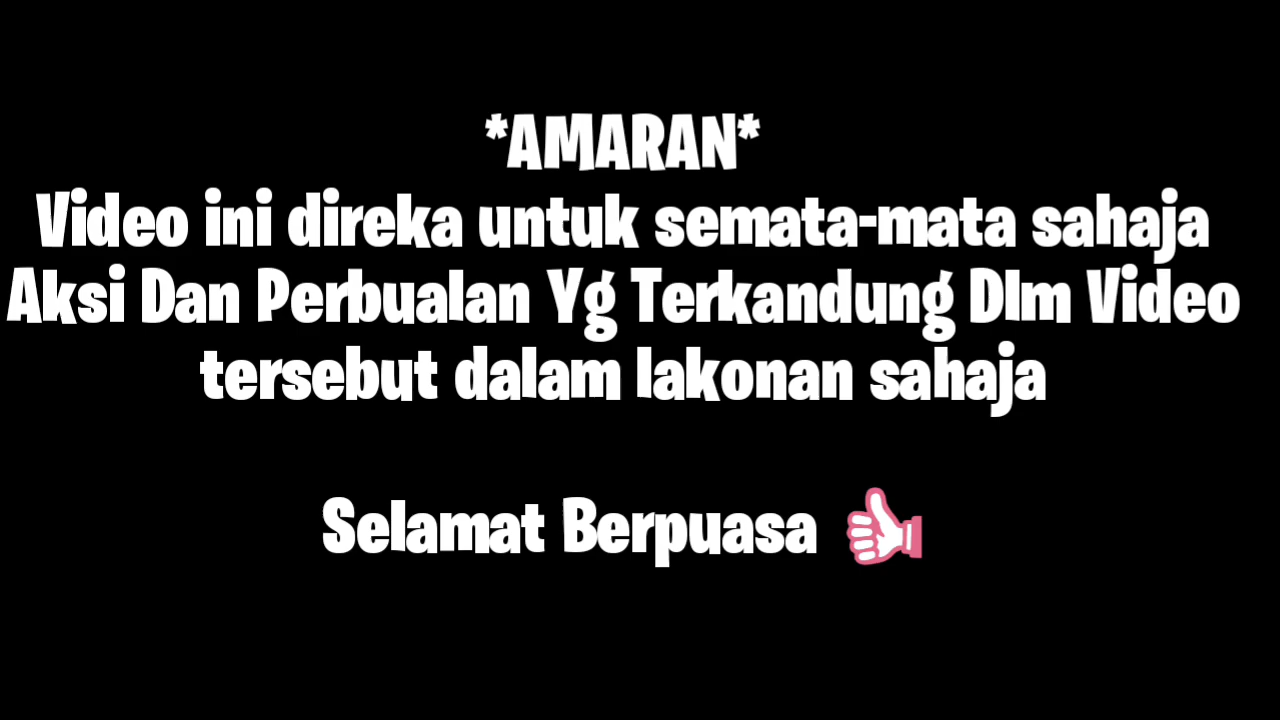 *AMARAN*
Video ini direka untuk semata-mata sahaja
Aksi Dan Perbualan Yg Terkandung Dlm Video
tersebut dalam lakonan sahaja
Selamat Berpuasa 👍